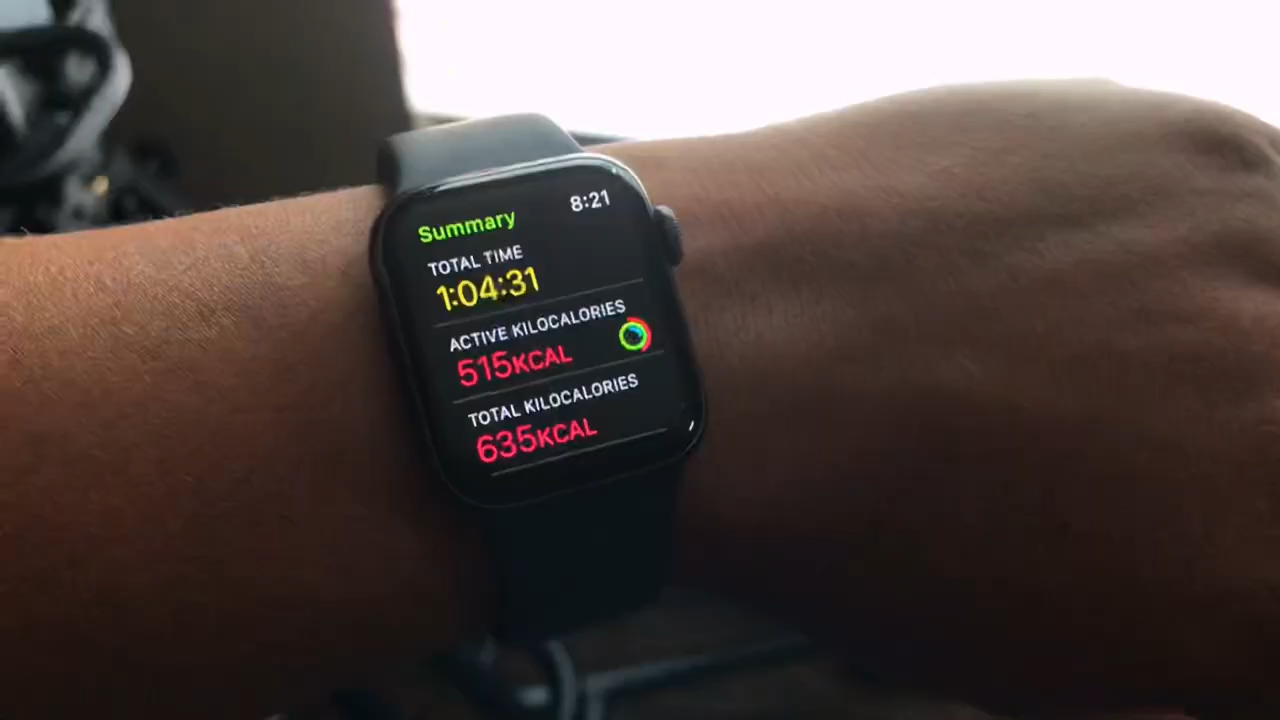 8:21
Summary
TOTAL TIME
1:04:31
ACTIVE KILOCALORIES
515KCAL
TOTAL KILOCALORIES
635KCAL